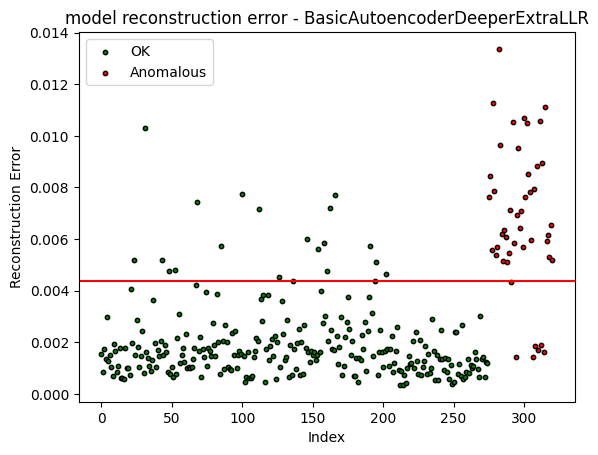 model reconstruction error - BasicAutoencoderDeeperExtraLLR
OK
Anomalous
Reconstruction Error
0.014
0.012
0.010
0.008
0.006
0.004
0.002
0.000
0 50 100 150 200 250 300
Index